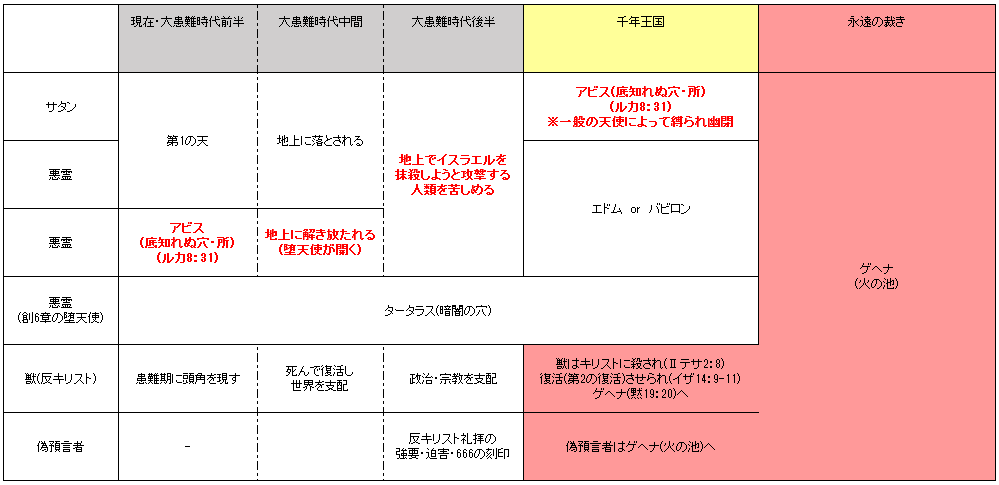 現在・大患難時代前半
大患難時代中間
大患難時代後半
千年王国
永遠の裁き
サタン
第1の天
地上に落とされる
地上でイスラエルを
抹殺しようと攻撃する
人類を苦しめる
アビス(底知れぬ穴・所)
(ルカ8：31)
※一般の天使によって縛られ幽閉
ゲヘナ
(火の池)
悪霊
エドム or バビロン
悪霊
アビス
(底知れぬ穴・所)
(ルカ8：31)
地上に解き放たれる
(堕天使が開く)
悪霊
(創6章の堕天使)
タータラス(暗闇の穴)
獣(反キリスト)
患難期に頭角を現す
死んで復活し
世界を支配
政治・宗教を支配
獣はキリストに殺され(Ⅱテサ2：8)
復活(第2の復活)させられ(イザ14：9-11)
ゲヘナ(黙19：20)へ
偽預言者
-
反キリスト礼拝の
強要・迫害・666の刻印
偽預言者はゲヘナ(火の池)へ